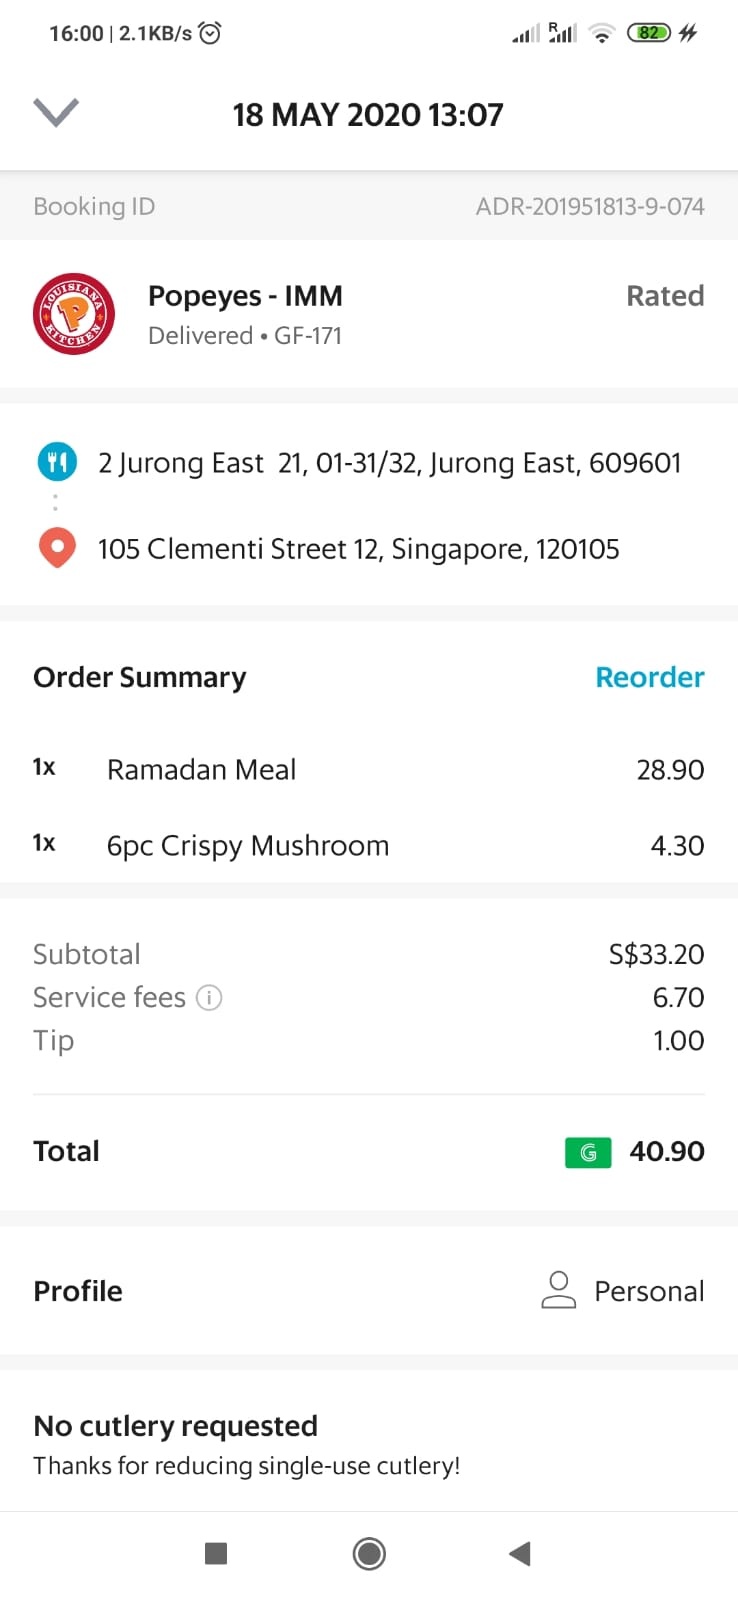 16:00 | 2.1KB/s R 82
18 MAY 2020 13:07
Booking ID ADR-201951813-9-074
LOUISIANA
P
KITCHEN
Popeyes - IMM Rated
Delivered • GF-171
2 Jurong East 21, 01-31/32, Jurong East, 609601
105 Clementi Street 12, Singapore, 120105
Order Summary Reorder
1x Ramadan Meal 28.90
1x 6pc Crispy Mushroom 4.30
Subtotal S$33.20
Service fees i 6.70
Tip 1.00
Total G 40.90
Profile Personal
No cutlery requested
Thanks for reducing single-use cutlery!